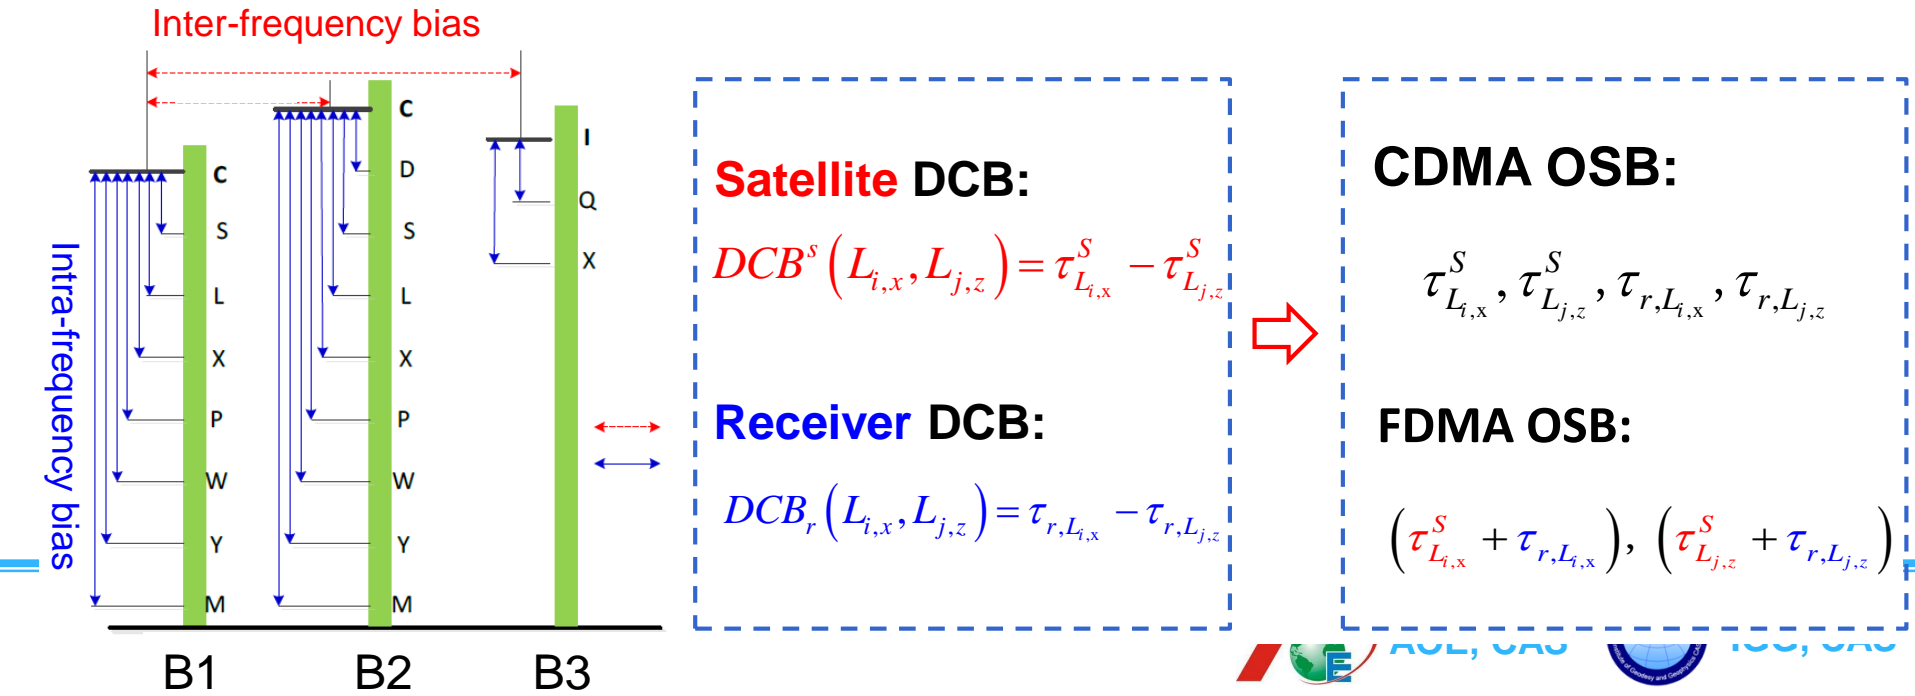 Inter-frequency bias
Intra-frequency bias
C
S
L
X
P
W
Y
M
B1
C
D
S
L
X
P
W
Y
M
B2
I
Q
X
B3
Satellite DCB:
DCB^s (L_{i,x}, L_{j,z}) = τ^S_{L_{i,x}} − τ^S_{L_{j,z}}
Receiver DCB:
DCB_r (L_{i,x}, L_{j,z}) = τ_{r,L_{i,x}} − τ_{r,L_{j,z}}
CDMA OSB:
τ^S_{L_{i,x}}, τ^S_{L_{j,z}}, τ_{r,L_{i,x}}, τ_{r,L_{j,z}}
FDMA OSB:
(τ^S_{L_{i,x}} + τ_{r,L_{i,x}}), (τ^S_{L_{j,z}} + τ_{r,L_{j,z}})
E
CAS
CAS